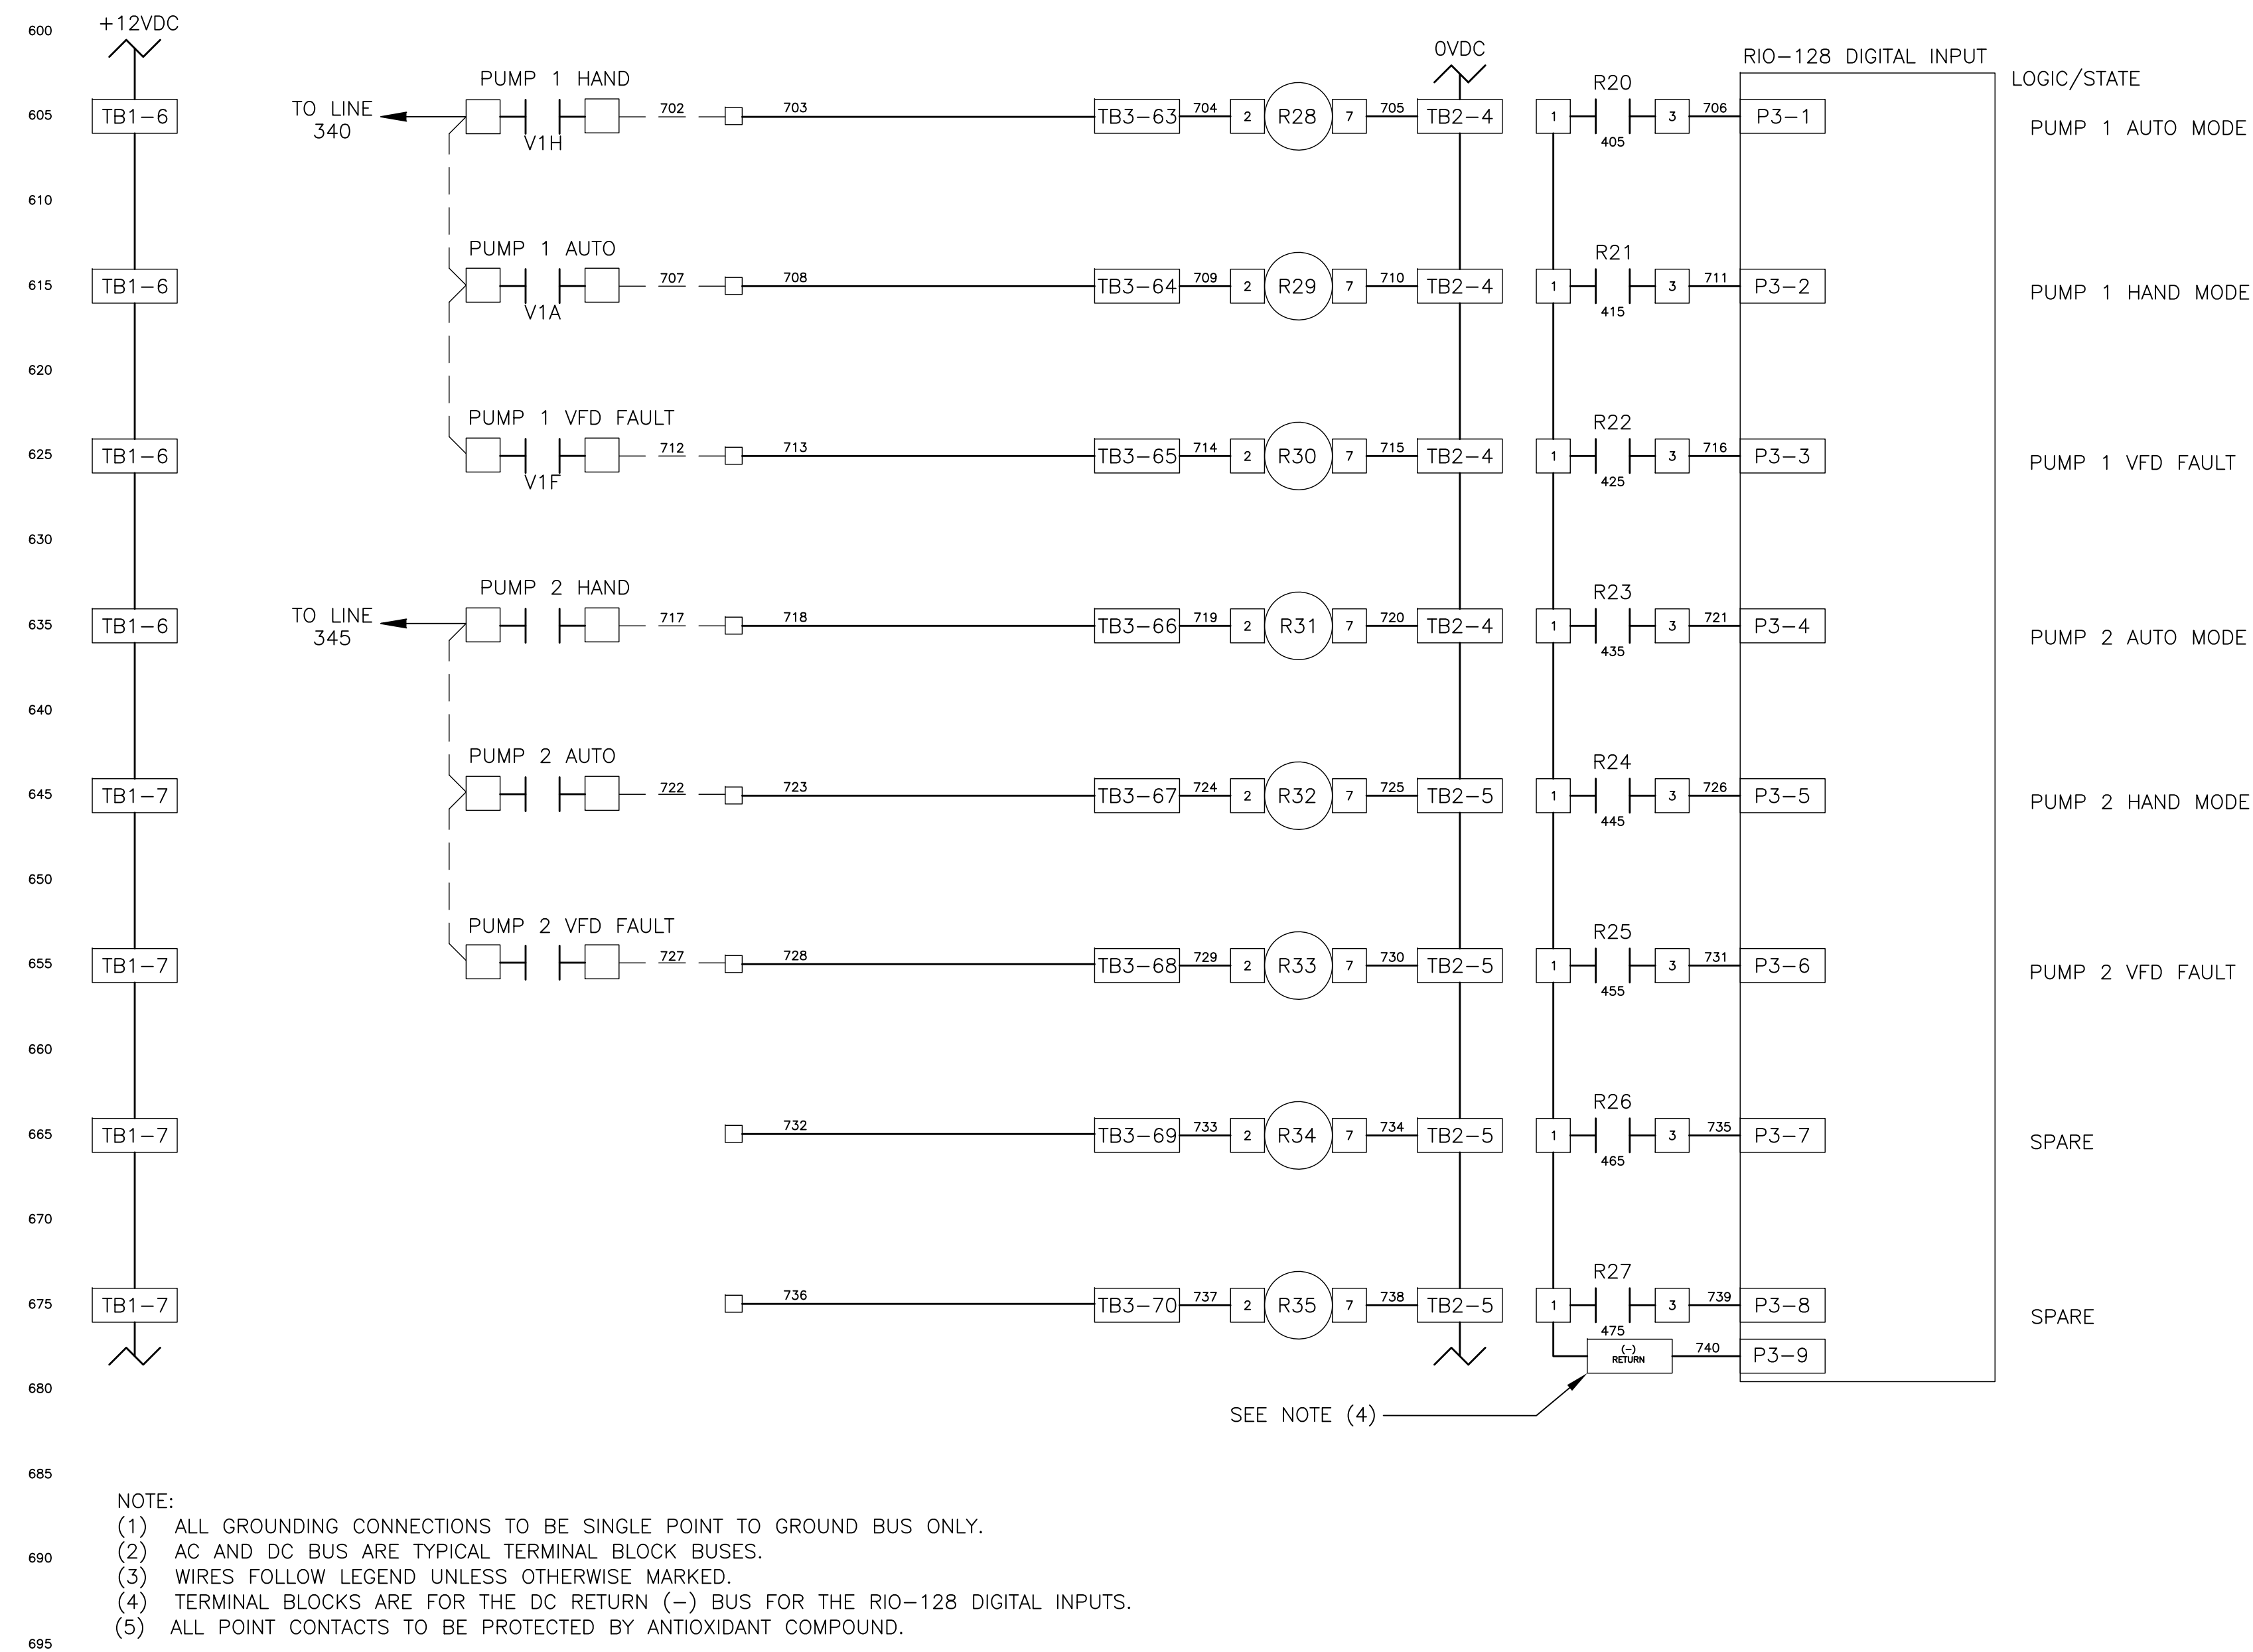 600
+12VDC
0VDC
RIO-128 DIGITAL INPUT
LOGIC/STATE
PUMP 1 HAND
R20
605
TB1-6
TO LINE
340
V1H
702
703
TB3-63
704
2
R28
7
705
TB2-4
1
405
3
706
P3-1
PUMP 1 AUTO MODE
610
PUMP 1 AUTO
R21
615
TB1-6
V1A
707
708
TB3-64
709
2
R29
7
710
TB2-4
1
415
3
711
P3-2
PUMP 1 HAND MODE
620
PUMP 1 VFD FAULT
R22
625
TB1-6
V1F
712
713
TB3-65
714
2
R30
7
715
TB2-4
1
425
3
716
P3-3
PUMP 1 VFD FAULT
630
PUMP 2 HAND
R23
635
TB1-6
TO LINE
345
717
718
TB3-66
719
2
R31
7
720
TB2-4
1
435
3
721
P3-4
PUMP 2 AUTO MODE
640
PUMP 2 AUTO
R24
645
TB1-7
722
723
TB3-67
724
2
R32
7
725
TB2-5
1
445
3
726
P3-5
PUMP 2 HAND MODE
650
PUMP 2 VFD FAULT
R25
655
TB1-7
727
728
TB3-68
729
2
R33
7
730
TB2-5
1
455
3
731
P3-6
PUMP 2 VFD FAULT
660
R26
665
TB1-7
732
TB3-69
733
2
R34
7
734
TB2-5
1
465
3
735
P3-7
SPARE
670
R27
675
TB1-7
736
TB3-70
737
2
R35
7
738
TB2-5
1
475
3
739
P3-8
SPARE
(-)
RETURN
740
P3-9
680
SEE NOTE (4)
685
NOTE:
(1) ALL GROUNDING CONNECTIONS TO BE SINGLE POINT TO GROUND BUS ONLY.
(2) AC AND DC BUS ARE TYPICAL TERMINAL BLOCK BUSES.
690
(3) WIRES FOLLOW LEGEND UNLESS OTHERWISE MARKED.
(4) TERMINAL BLOCKS ARE FOR THE DC RETURN (-) BUS FOR THE RIO-128 DIGITAL INPUTS.
(5) ALL POINT CONTACTS TO BE PROTECTED BY ANTIOXIDANT COMPOUND.
695